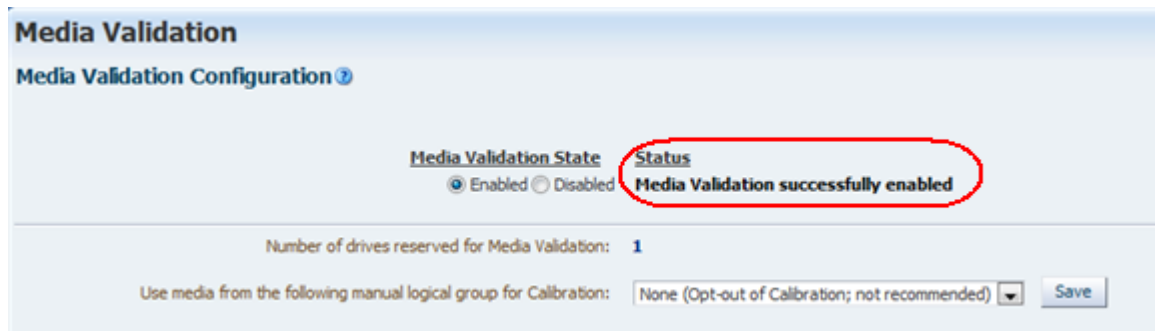 Media Validation
Media Validation Configuration
Media Validation State Status
Enabled Disabled Media Validation successfully enabled
Number of drives reserved for Media Validation: 1
Use media from the following manual logical group for Calibration: None (Opt-out of Calibration; not recommended) Save